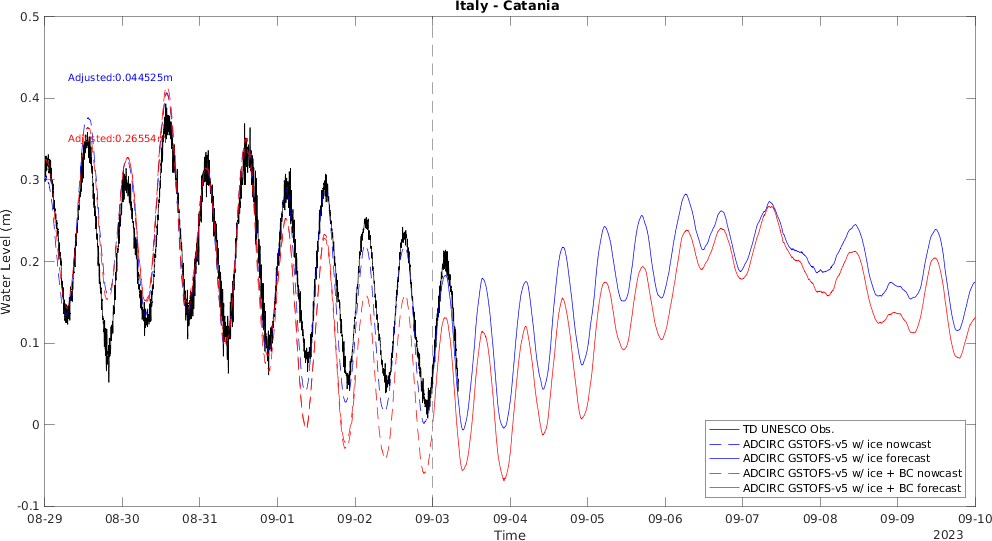 Italy - Catania
0.5
0.4
0.3
0.2
0.1
0
-0.1
Water Level (m)
Adjusted:0.044525m
Adjusted:0.26554m
TD UNESCO Obs.
ADCIRC GSTOFS-v5 w/ ice nowcast
ADCIRC GSTOFS-v5 w/ ice forecast
ADCIRC GSTOFS-v5 w/ ice + BC nowcast
ADCIRC GSTOFS-v5 w/ ice + BC forecast
08-29 08-30 08-31 09-01 09-02 09-03 09-04 09-05 09-06 09-07 09-08 09-09 09-10
Time
2023